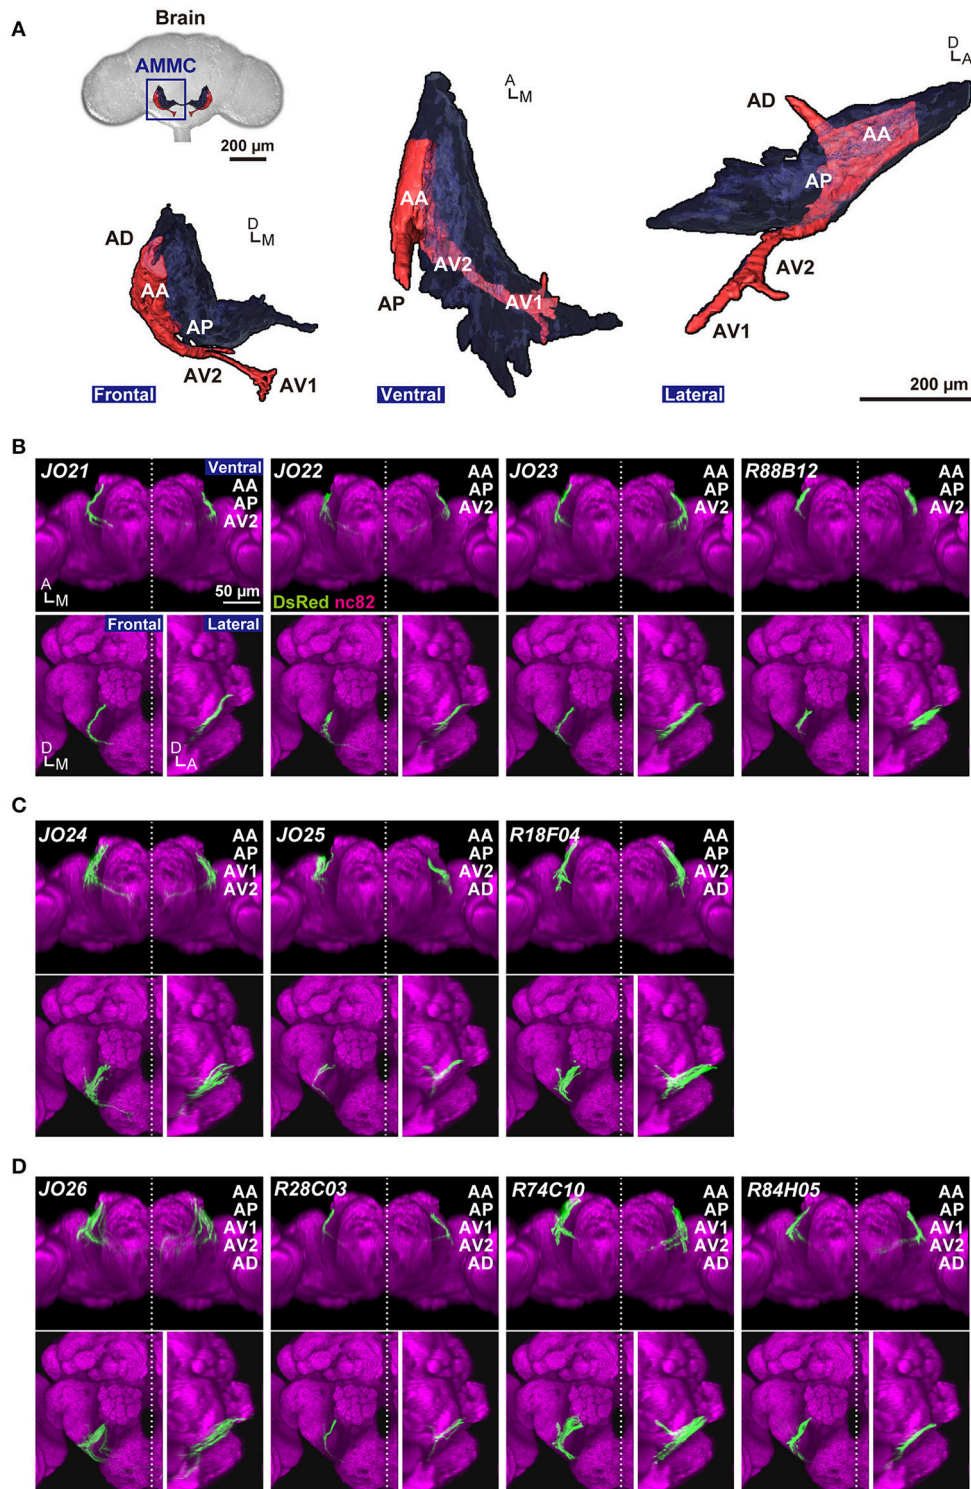 A
Brain
AMMC
200 µm
D
M
AD
AA
AP
AV2
AV1
Frontal
A
M
AA
AV2
AV1
AP
Ventral
D
A
AD
AA
AP
AV2
AV1
Lateral
200 µm
B
JO21
Ventral
AA
AP
AV2
A
M
50 µm
JO22
AA
AP
AV2
DsRed nc82
JO23
AA
AP
AV2
R88B12
AA
AP
AV2
Frontal
Lateral
D
M
D
A
C
JO24
AA
AP
AV1
AV2
JO25
AA
AP
AV2
AD
R18F04
AA
AP
AV2
AD
D
JO26
AA
AP
AV1
AV2
AD
R28C03
AA
AP
AV1
AV2
AD
R74C10
AA
AP
AV1
AV2
AD
R84H05
AA
AP
AV1
AV2
AD